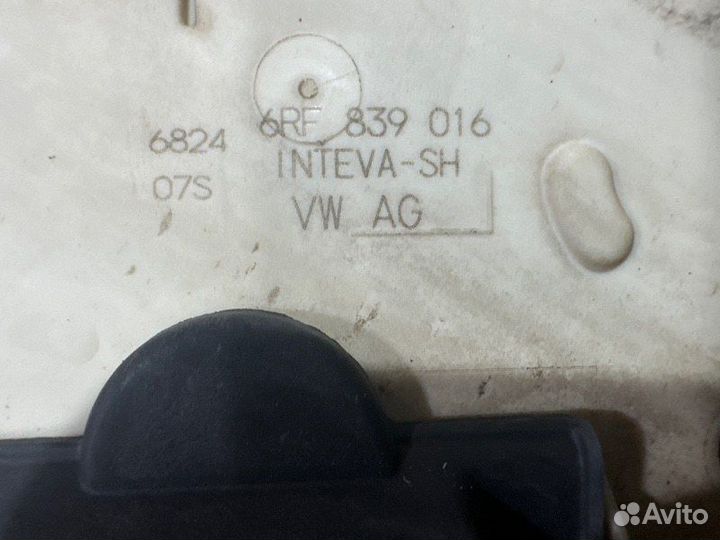 6RF 839 016
6824 INTEVA-SH
07S VW AG
Avito